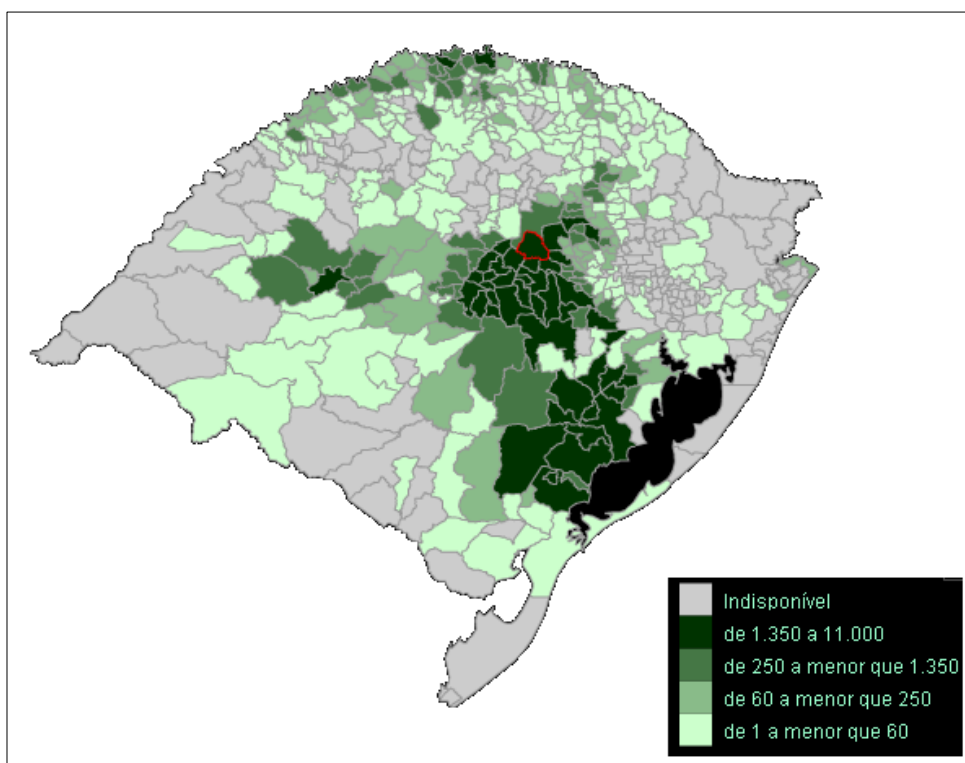 Indisponível
de 1.350 a 11.000
de 250 a menor que 1.350
de 60 a menor que 250
de 1 a menor que 60